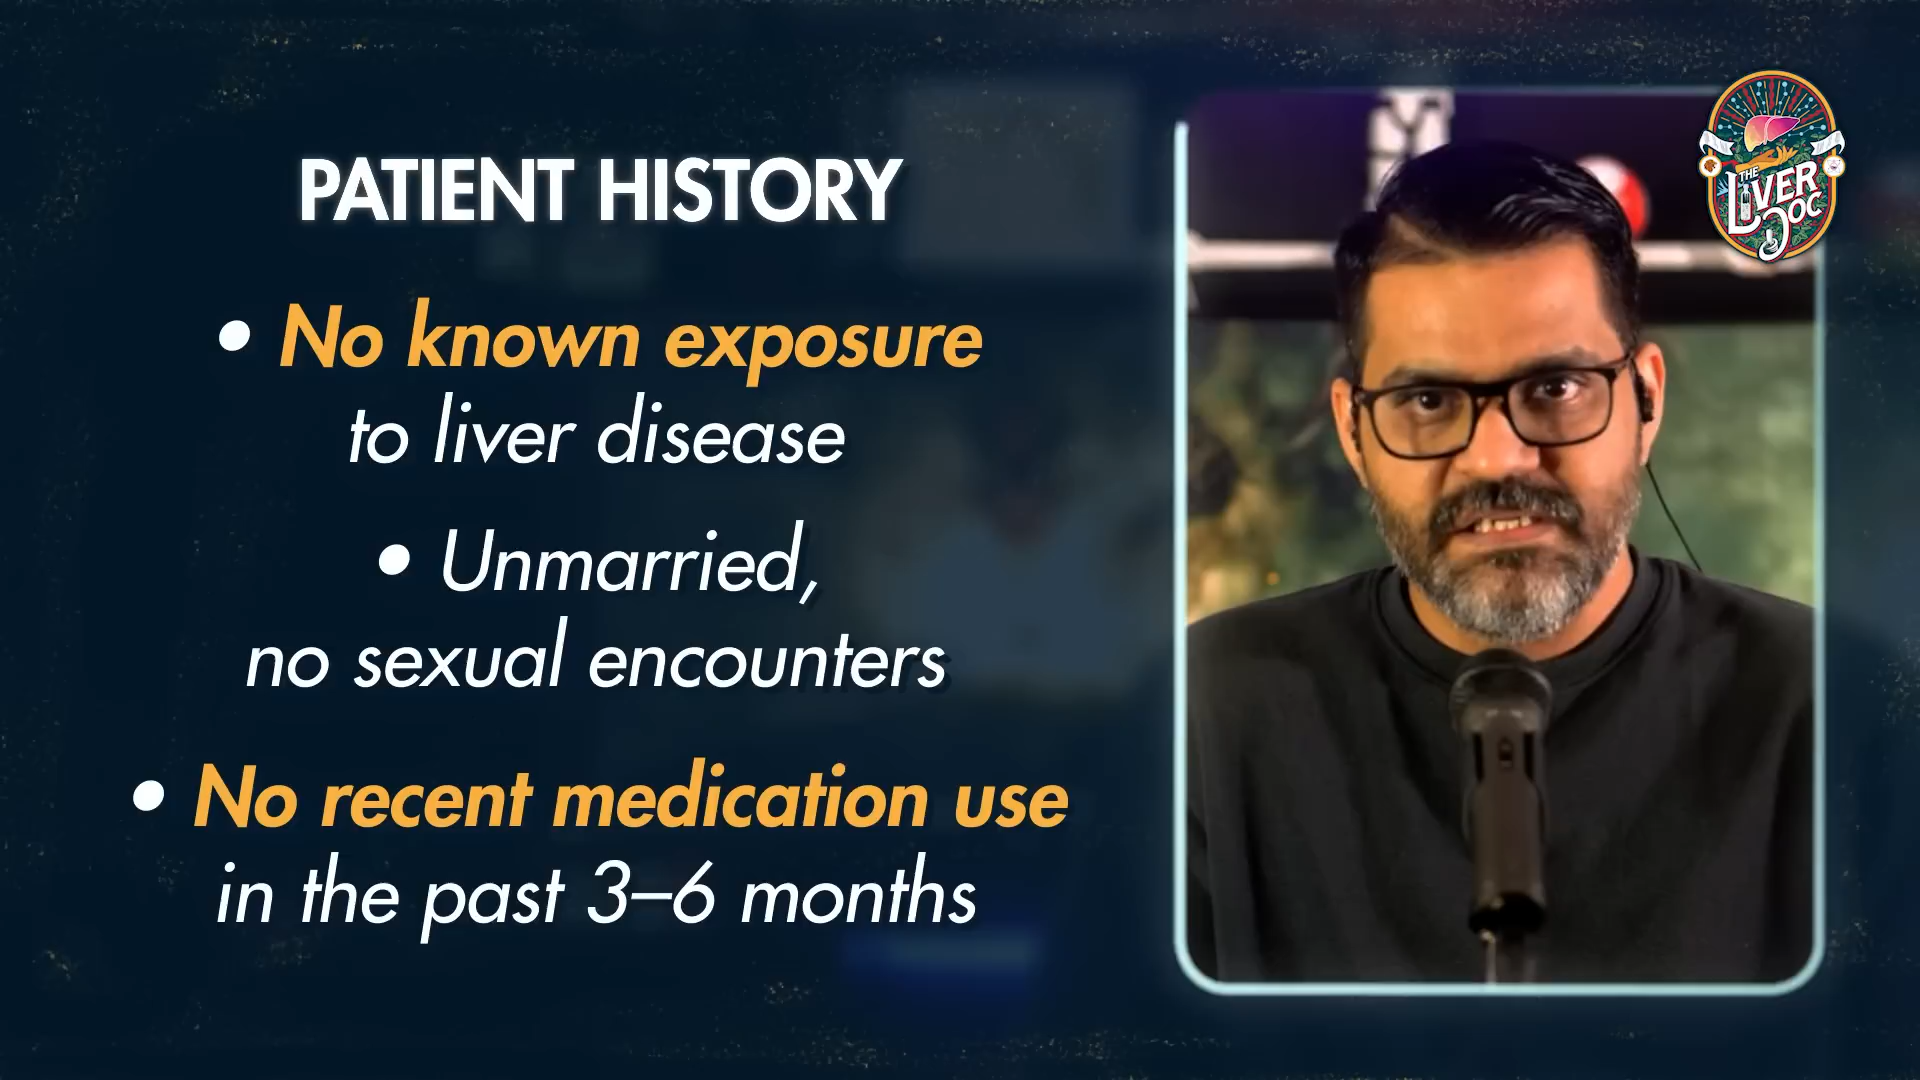 PATIENT HISTORY
• No known exposure
to liver disease
• Unmarried,
no sexual encounters
• No recent medication use
in the past 3–6 months
THE
LIVER
DOC